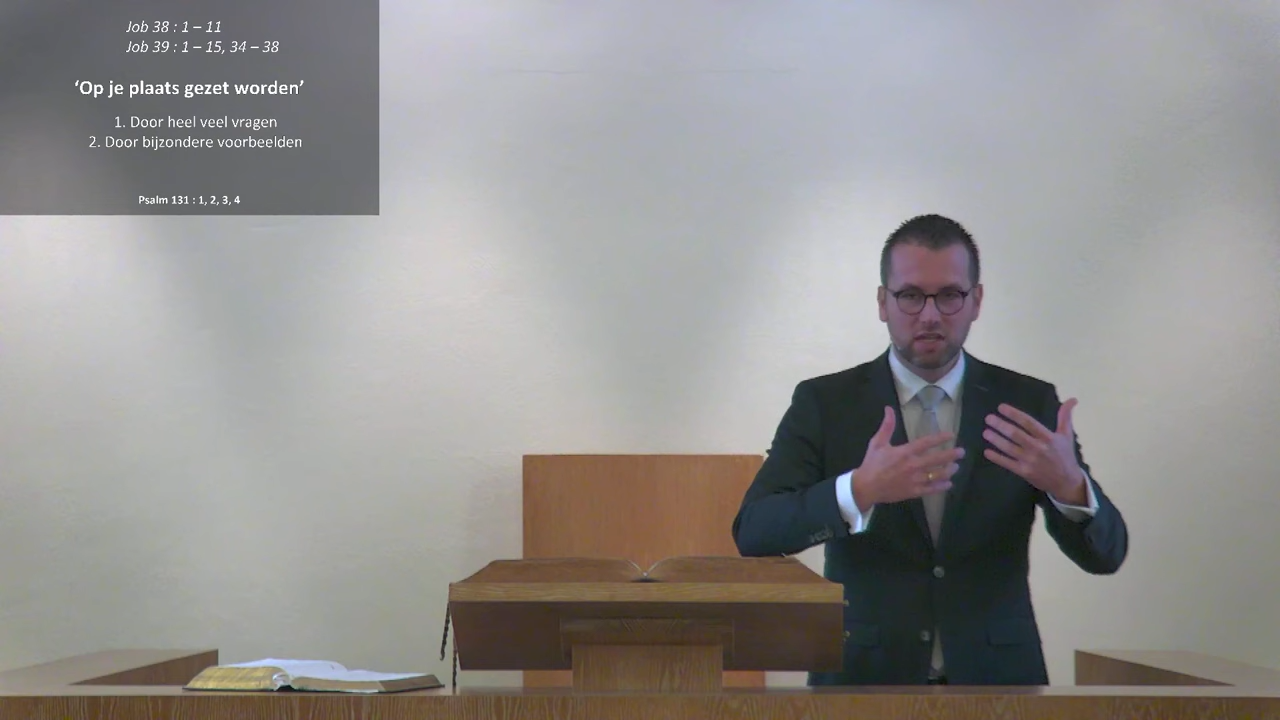 Job 38 : 1 – 11
Job 39 : 1 – 15, 34 – 38
‘Op je plaats gezet worden’
1. Door heel veel vragen
2. Door bijzondere voorbeelden
Psalm 131 : 1, 2, 3, 4